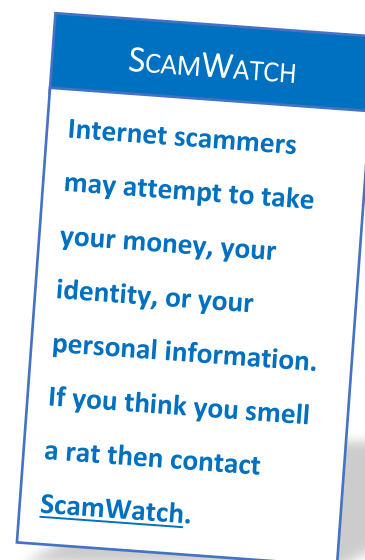 SCAMWATCH
Internet scammers
may attempt to take
your money, your
identity, or your
personal information.
If you think you smell
a rat then contact
ScamWatch.